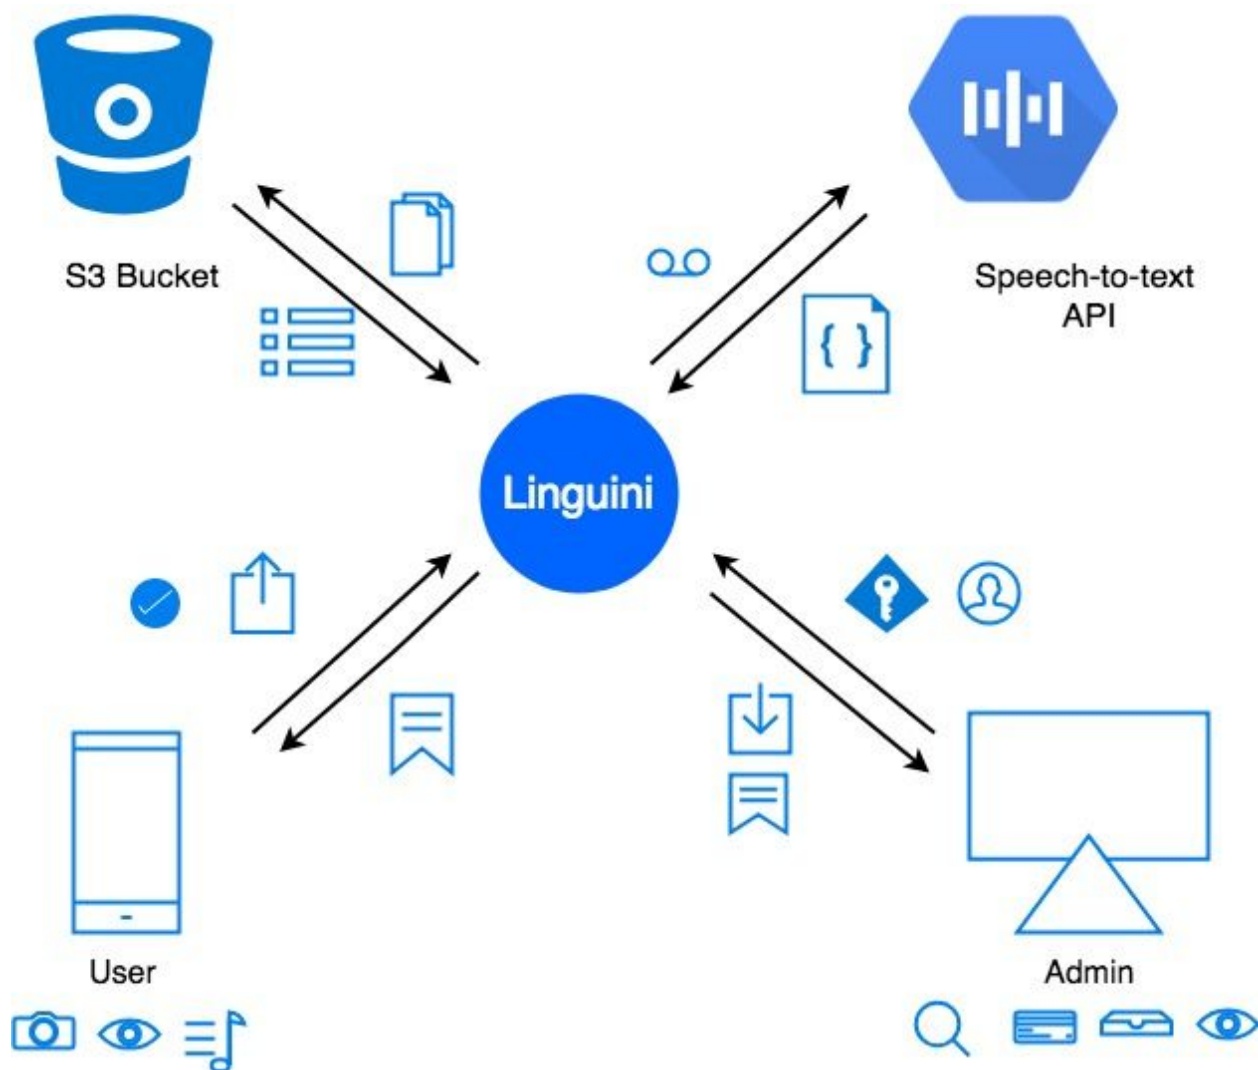 S3 Bucket
Speech-to-text
API
Linguini
User
Admin